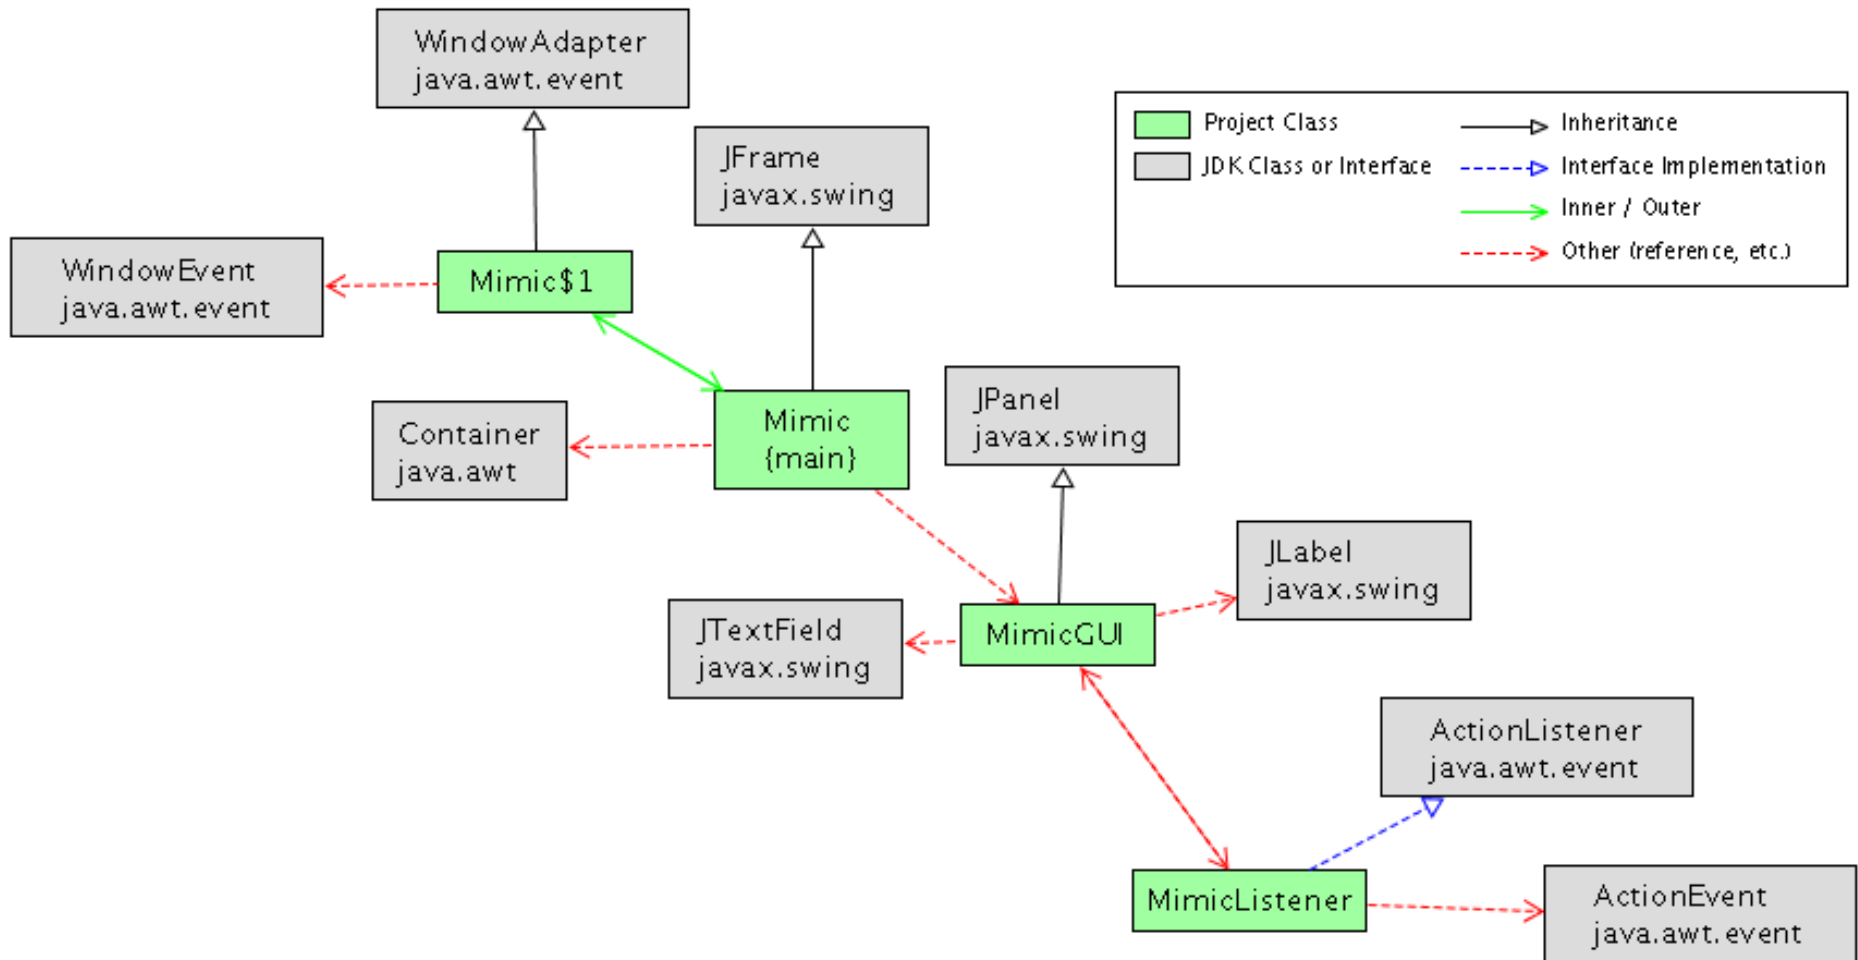 WindowAdapter
java.awt.event
JFrame
javax.swing
Project Class
Inheritance
JDK Class or Interface
Interface Implementation
Inner / Outer
Other (reference, etc.)
WindowEvent
java.awt.event
Mimic$1
Container
java.awt
Mimic
{main}
JPanel
javax.swing
JLabel
javax.swing
JTextField
javax.swing
MimicGUI
ActionListener
java.awt.event
MimicListener
ActionEvent
java.awt.event